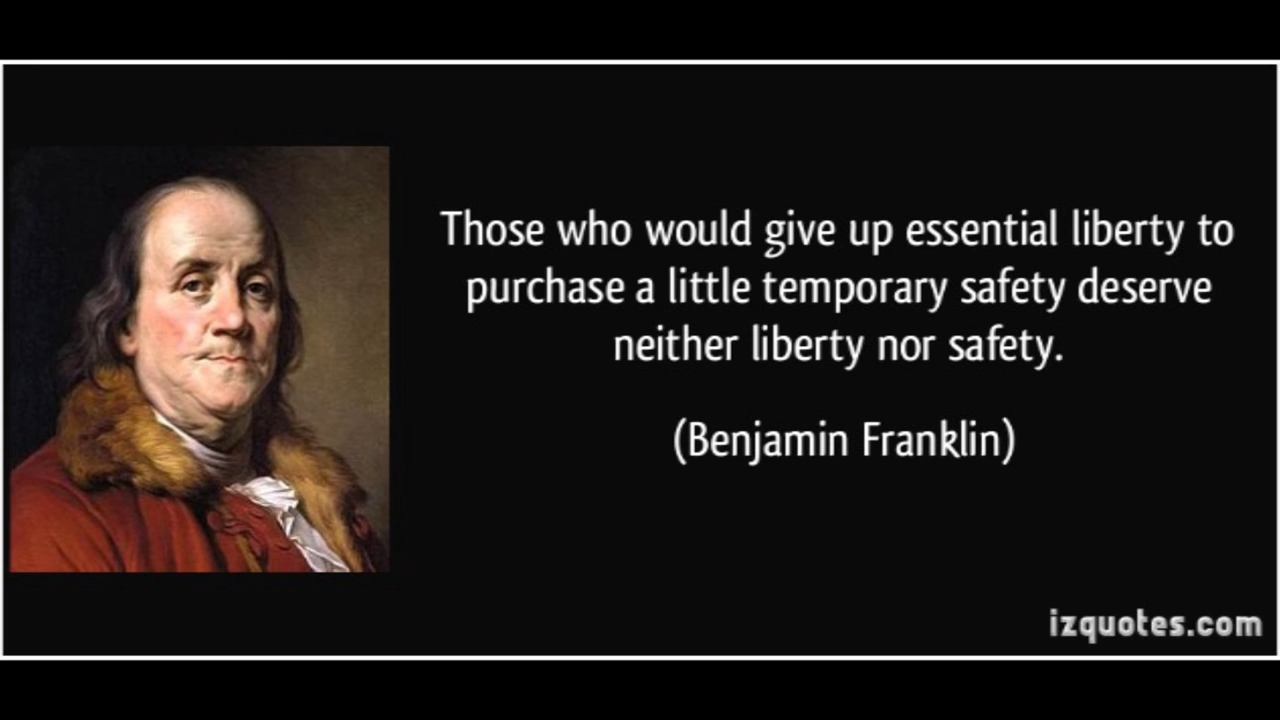 Those who would give up essential liberty to
purchase a little temporary safety deserve
neither liberty nor safety.
(Benjamin Franklin)
izquotes.com